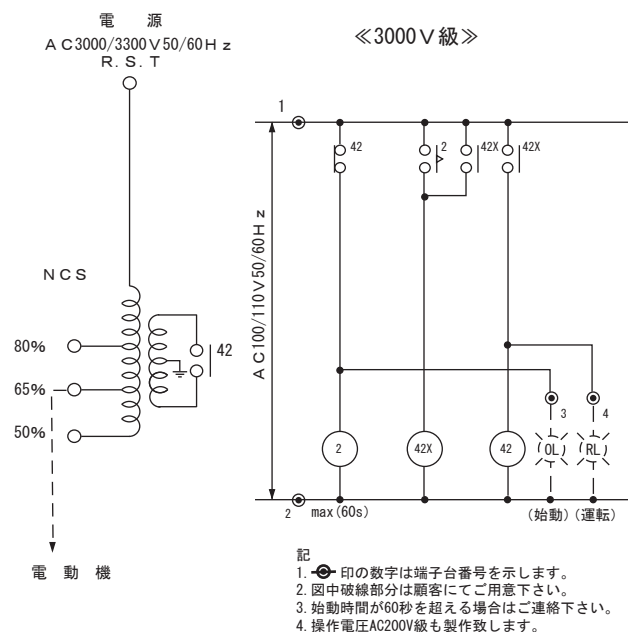 電　源
AC3000/3300V50/60Hz
R.S.T
≪3000V級≫
1
42
2
42X
42X
AC100/110V50/60Hz
NCS
80%
65%
50%
42
3
4
2
42X
42
OL
RL
2
max(60s)
(始動)
(運転)
電動機
記
1. 印の数字は端子台番号を示します。
2. 図中破線部分は顧客にてご用意下さい。
3. 始動時間が60秒を超える場合はご連絡下さい。
4. 操作電圧AC200V級も製作致します。